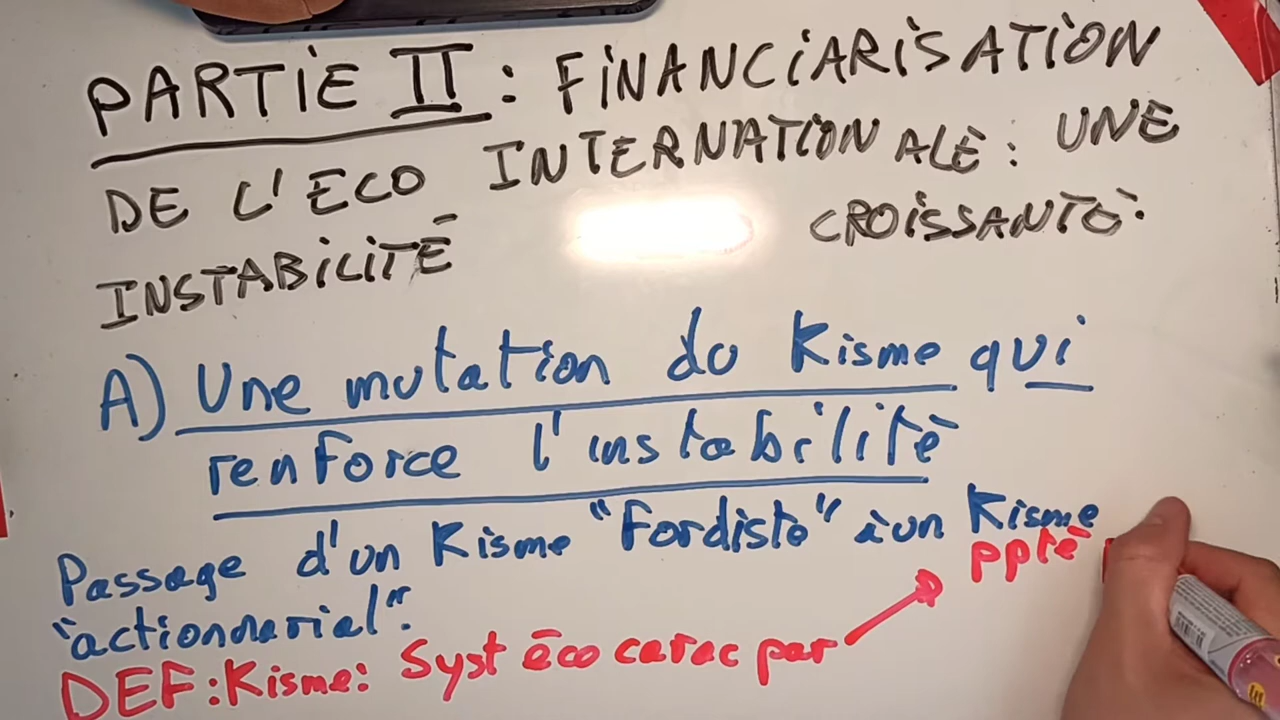 PARTIE II : FINANCIARISATION
DE L'ECO INTERNATIONALE : UNE
INSTABILITÉ CROISSANTE.
A) Une mutation du Kisme qui
renforce l'instabilité
Passage d'un Kisme "Fordiste" à un Kisme
"actionnarial".
ppté
DEF : Kisme : Syst éco carac par